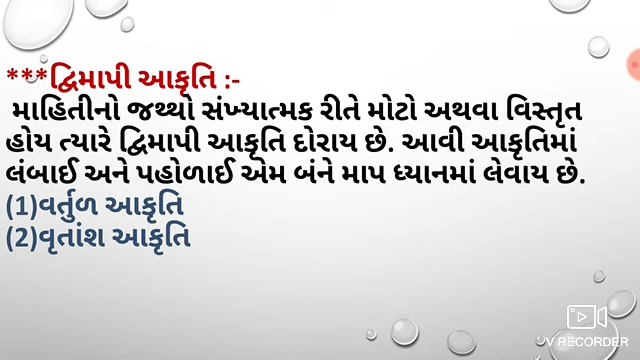 ***દ્વિમાપી આકૃતિ :-
માહિતીનો જથ્થો સંખ્યાત્મક રીતે મોટો અથવા વિસ્તૃત
હોય ત્યારે દ્વિમાપી આકૃતિ દોરાય છે. આવી આકૃતિમાં
લંબાઈ અને પહોળાઈ એમ બંને માપ ધ્યાનમાં લેવાય છે.
(1)વર્તુળ આકૃતિ
(2)વૃતાંશ આકૃતિ
V RECORDER